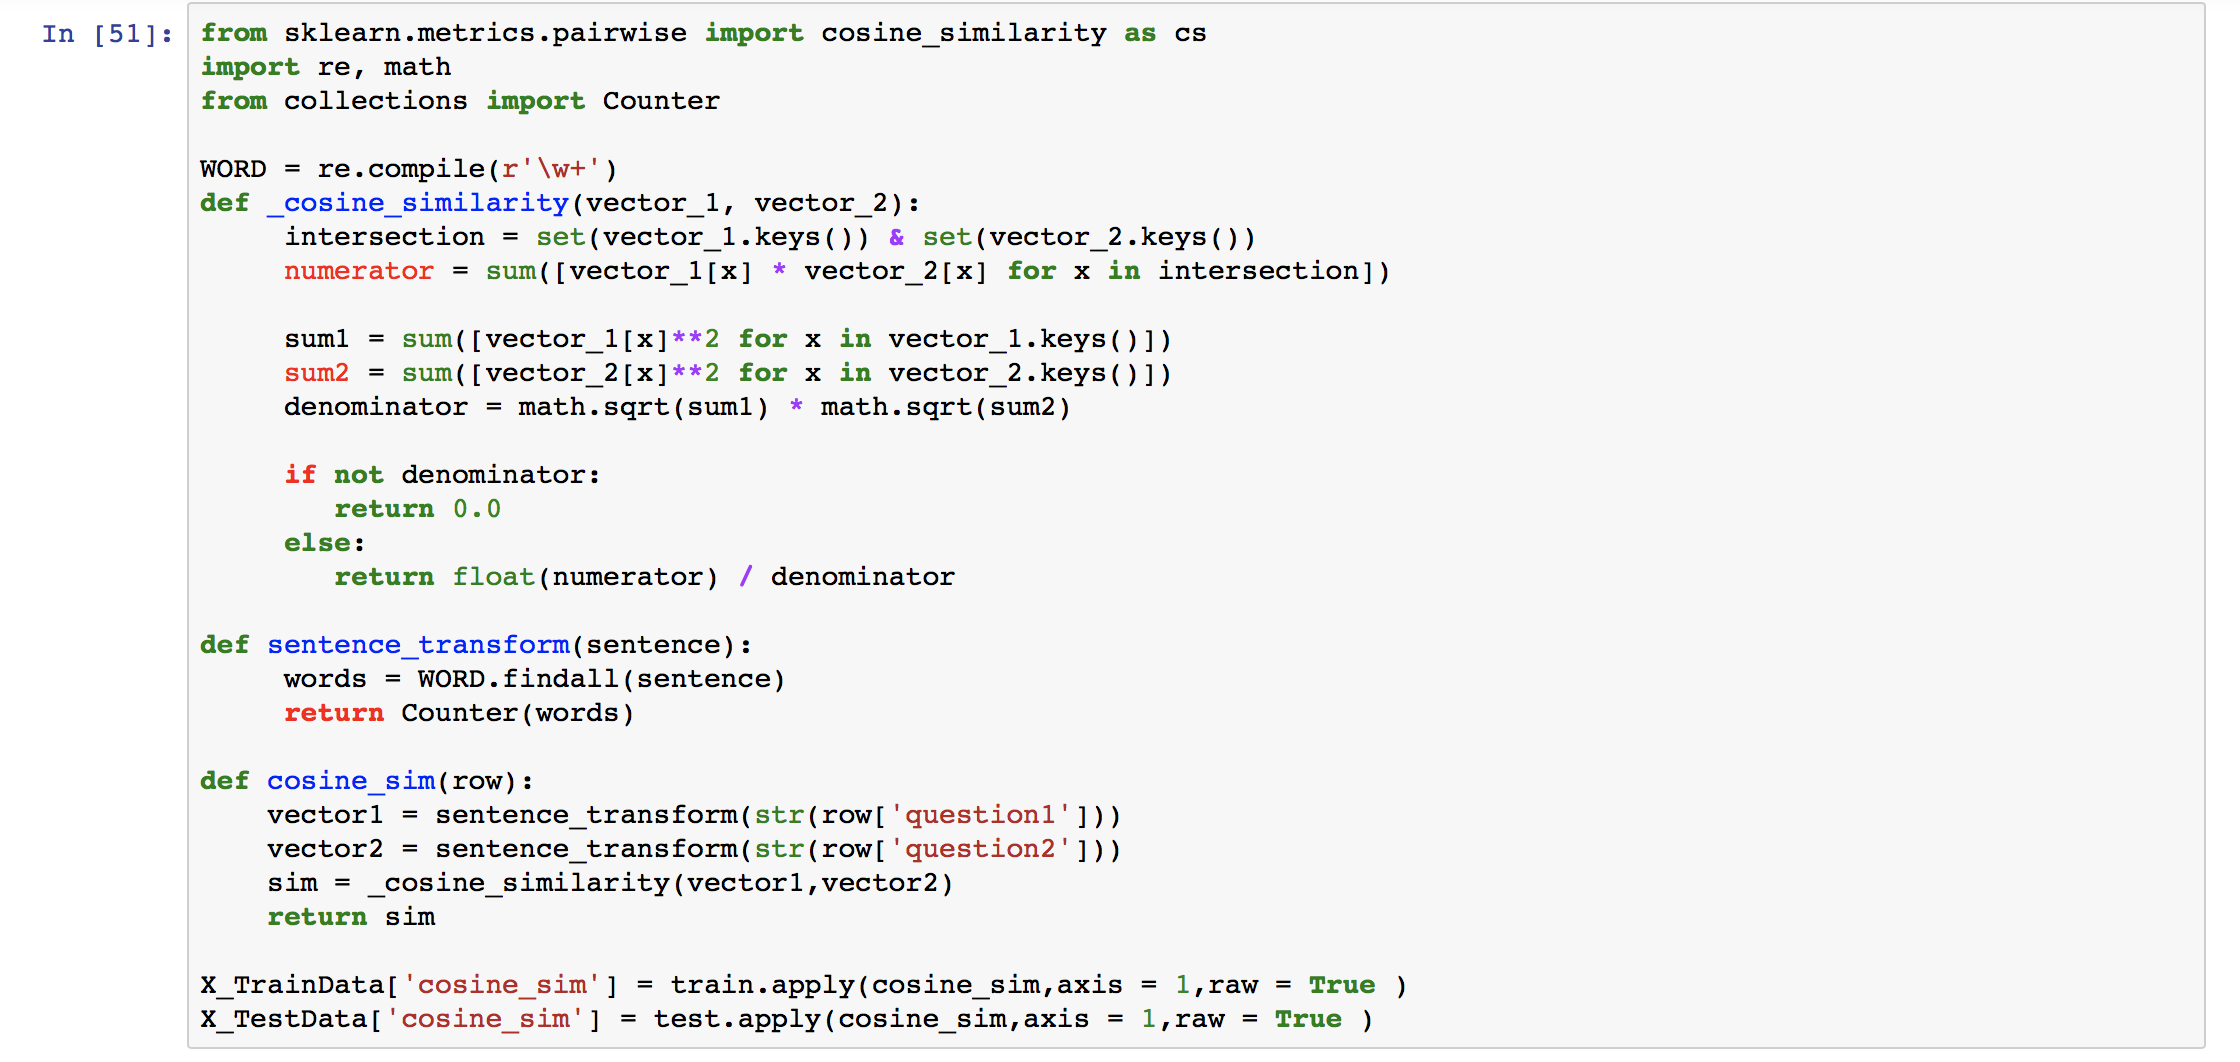 In [51]: from sklearn.metrics.pairwise import cosine_similarity as cs
import re, math
from collections import Counter

WORD = re.compile(r'\w+')
def _cosine_similarity(vector_1, vector_2):
     intersection = set(vector_1.keys()) & set(vector_2.keys())
     numerator = sum([vector_1[x] * vector_2[x] for x in intersection])

     sum1 = sum([vector_1[x]**2 for x in vector_1.keys()])
     sum2 = sum([vector_2[x]**2 for x in vector_2.keys()])
     denominator = math.sqrt(sum1) * math.sqrt(sum2)

     if not denominator:
        return 0.0
     else:
        return float(numerator) / denominator

def sentence_transform(sentence):
     words = WORD.findall(sentence)
     return Counter(words)

def cosine_sim(row):
    vector1 = sentence_transform(str(row['question1']))
    vector2 = sentence_transform(str(row['question2']))
    sim = _cosine_similarity(vector1,vector2)
    return sim

X_TrainData['cosine_sim'] = train.apply(cosine_sim,axis = 1,raw = True )
X_TestData['cosine_sim'] = test.apply(cosine_sim,axis = 1,raw = True )